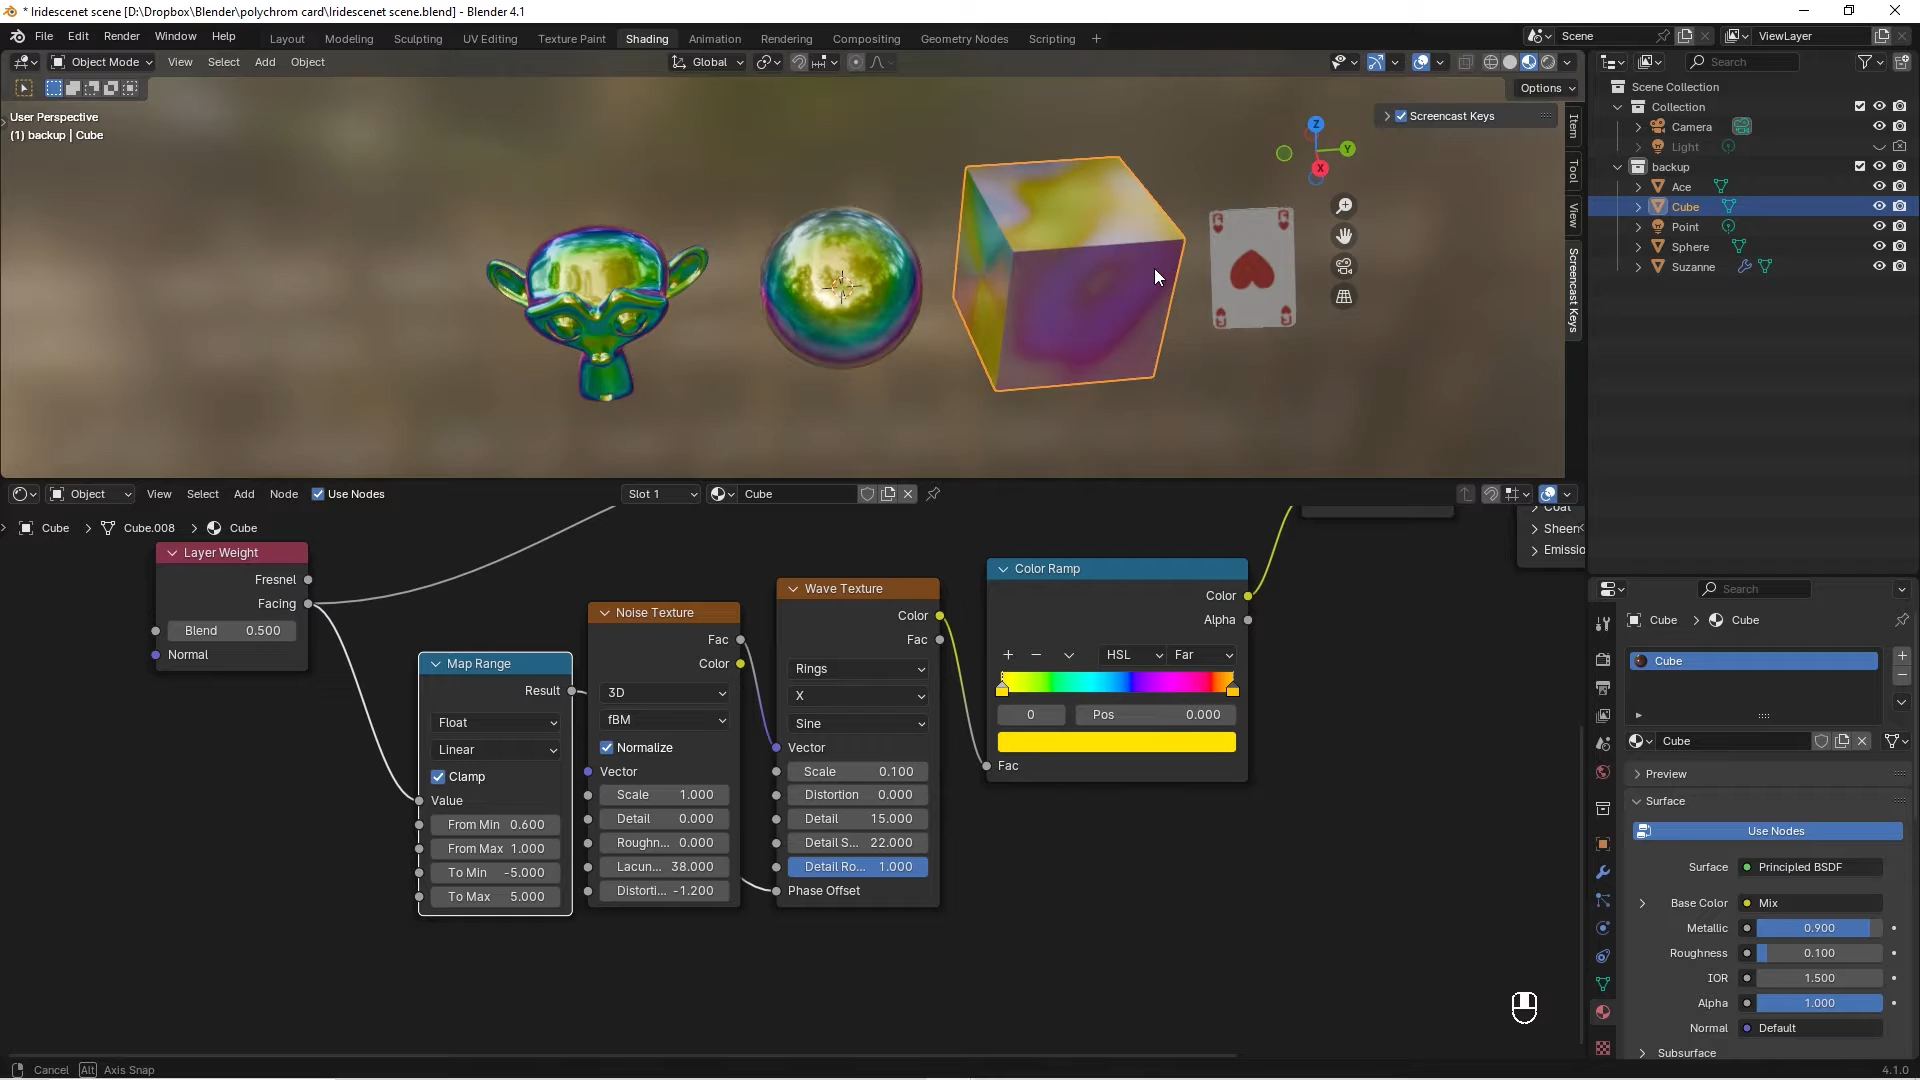 * Iridescenet scene [D:\Dropbox\Blender\polychrom card\Iridescenet scene.blend] - Blender 4.1
File Edit Render Window Help Layout Modeling Sculpting UV Editing Texture Paint Shading Animation Rendering Compositing Geometry Nodes Scripting + Scene ViewLayer
Object Mode View Select Add Object Global Search
Options
User Perspective
(1) backup | Cube
Screencast Keys
Item
Tool
View
Screencast Keys
Z
Y
X
Scene Collection
Collection
Camera
Light
backup
Ace
Cube
Point
Sphere
Suzanne
Object View Select Add Node Use Nodes Slot 1 Cube
Cube > Cube.008 > Cube
Layer Weight
Fresnel
Facing
Blend 0.500
Normal
Map Range
Result
Float
Linear
Clamp
Value
From Min 0.600
From Max 1.000
To Min -5.000
To Max 5.000
Noise Texture
Fac
Color
3D
fBM
Normalize
Vector
Scale 1.000
Detail 0.000
Roughn... 0.000
Lacun... 38.000
Distorti... -1.200
Wave Texture
Color
Fac
Rings
X
Sine
Vector
Scale 0.100
Distortion 0.000
Detail 15.000
Detail S... 22.000
Detail Ro... 1.000
Phase Offset
Color Ramp
Color
Alpha
+ − HSL Far
0 Pos 0.000
Fac
Coat
Sheen
Emissio
Search
Cube > Cube
Cube
Cube
Preview
Surface
Use Nodes
Surface Principled BSDF
Base Color Mix
Metallic 0.900
Roughness 0.100
IOR 1.500
Alpha 1.000
Normal Default
Subsurface
Cancel Alt Axis Snap
4.1.0